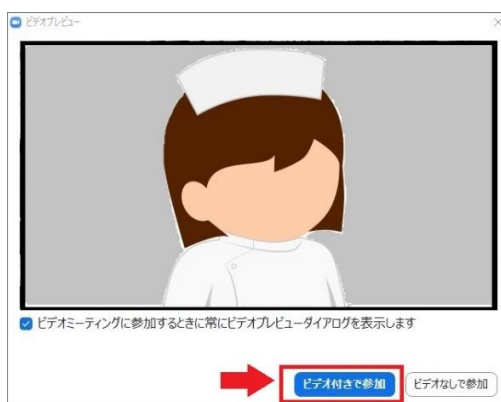 ビデオプレビュー
ビデオミーティングに参加するときに常にビデオプレビューダイアログを表示します
ビデオ付きで参加
ビデオなしで参加